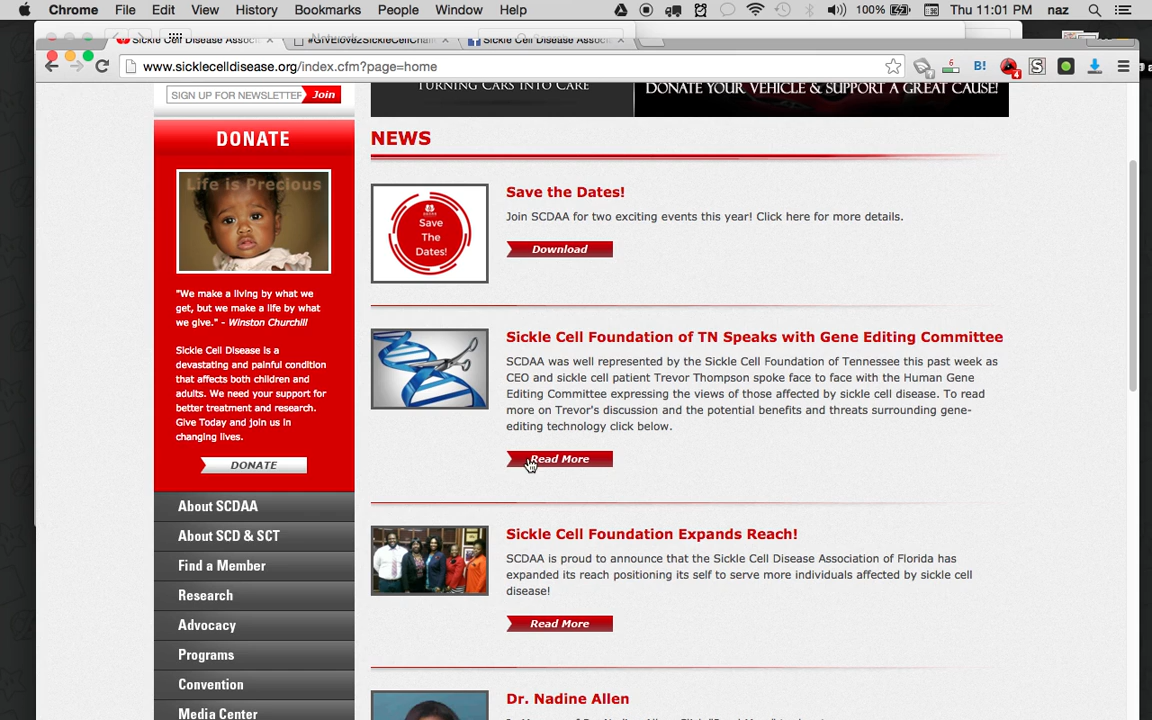 Chrome File Edit View History Bookmarks People Window Help 100% Thu 11:01 PM naz
Sickle Cell Disease Assoc #GIVElove2SickleCell Sickle Cell Disease Assoc
www.sicklecelldisease.org/index.cfm?page=home
SIGN UP FOR NEWSLETTER Join
DONATE
Life is Precious
"We make a living by what we
get, but we make a life by what
we give." - Winston Churchill
Sickle Cell Disease is a
devastating and painful condition
that affects both children and
adults. We need your support for
better treatment and research.
Give Today and join us in
changing lives.
DONATE
About SCDAA
About SCD & SCT
Find a Member
Research
Advocacy
Programs
Convention
Media Center
TURNING CARS INTO CARE
DONATE YOUR VEHICLE & SUPPORT A GREAT CAUSE!
NEWS
Save
The
Dates!
Save the Dates!
Join SCDAA for two exciting events this year! Click here for more details.
Download
Sickle Cell Foundation of TN Speaks with Gene Editing Committee
SCDAA was well represented by the Sickle Cell Foundation of Tennessee this past week as
CEO and sickle cell patient Trevor Thompson spoke face to face with the Human Gene
Editing Committee expressing the views of those affected by sickle cell disease. To read
more on Trevor's discussion and the potential benefits and threats surrounding gene-
editing technology click below.
Read More
Sickle Cell Foundation Expands Reach!
SCDAA is proud to announce that the Sickle Cell Disease Association of Florida has
expanded its reach positioning its self to serve more individuals affected by sickle cell
disease!
Read More
Dr. Nadine Allen